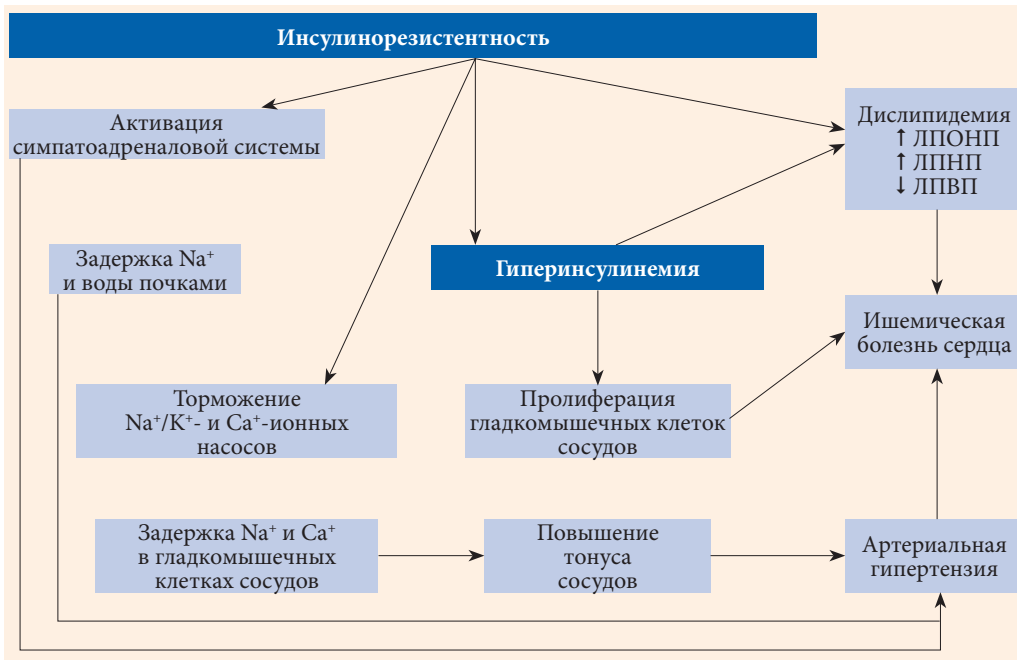 Инсулинорезистентность
Активация
симпатоадреналовой системы
Дислипидемия
↑ ЛПОНП
↑ ЛПНП
↓ ЛПВП
Задержка Na⁺
и воды почками
Гиперинсулинемия
Ишемическая
болезнь сердца
Торможение
Na⁺/K⁺- и Ca⁺-ионных
насосов
Пролиферация
гладкомышечных клеток
сосудов
Задержка Na⁺ и Ca⁺
в гладкомышечных
клетках сосудов
Повышение
тонуса
сосудов
Артериальная
гипертензия